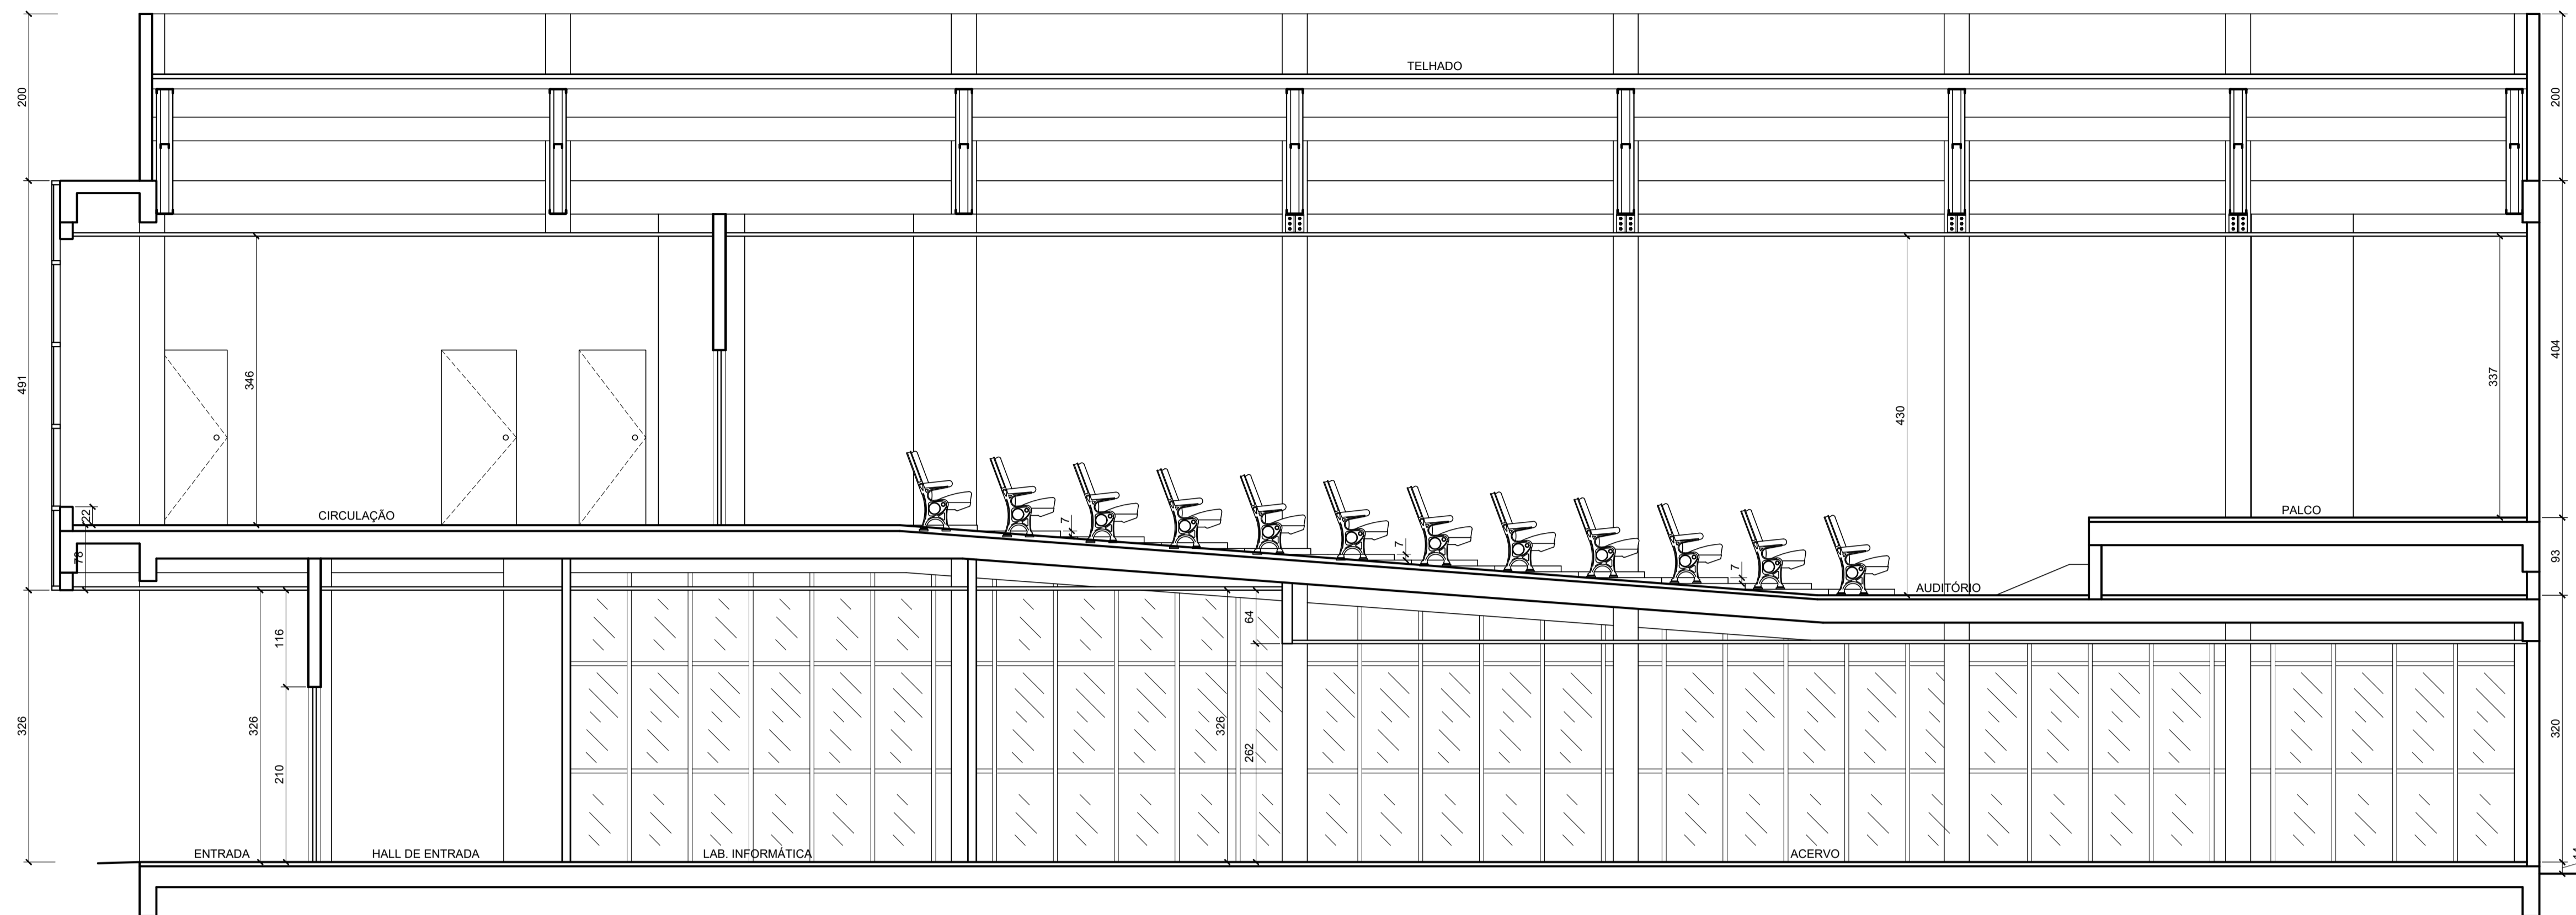 TELHADO
200
200
491
346
430
404
337
22
78
CIRCULAÇÃO
7
7
7
PALCO
93
AUDITÓRIO
116
64
326
326
210
326
262
320
ENTRADA
HALL DE ENTRADA
LAB. INFORMÁTICA
ACERVO